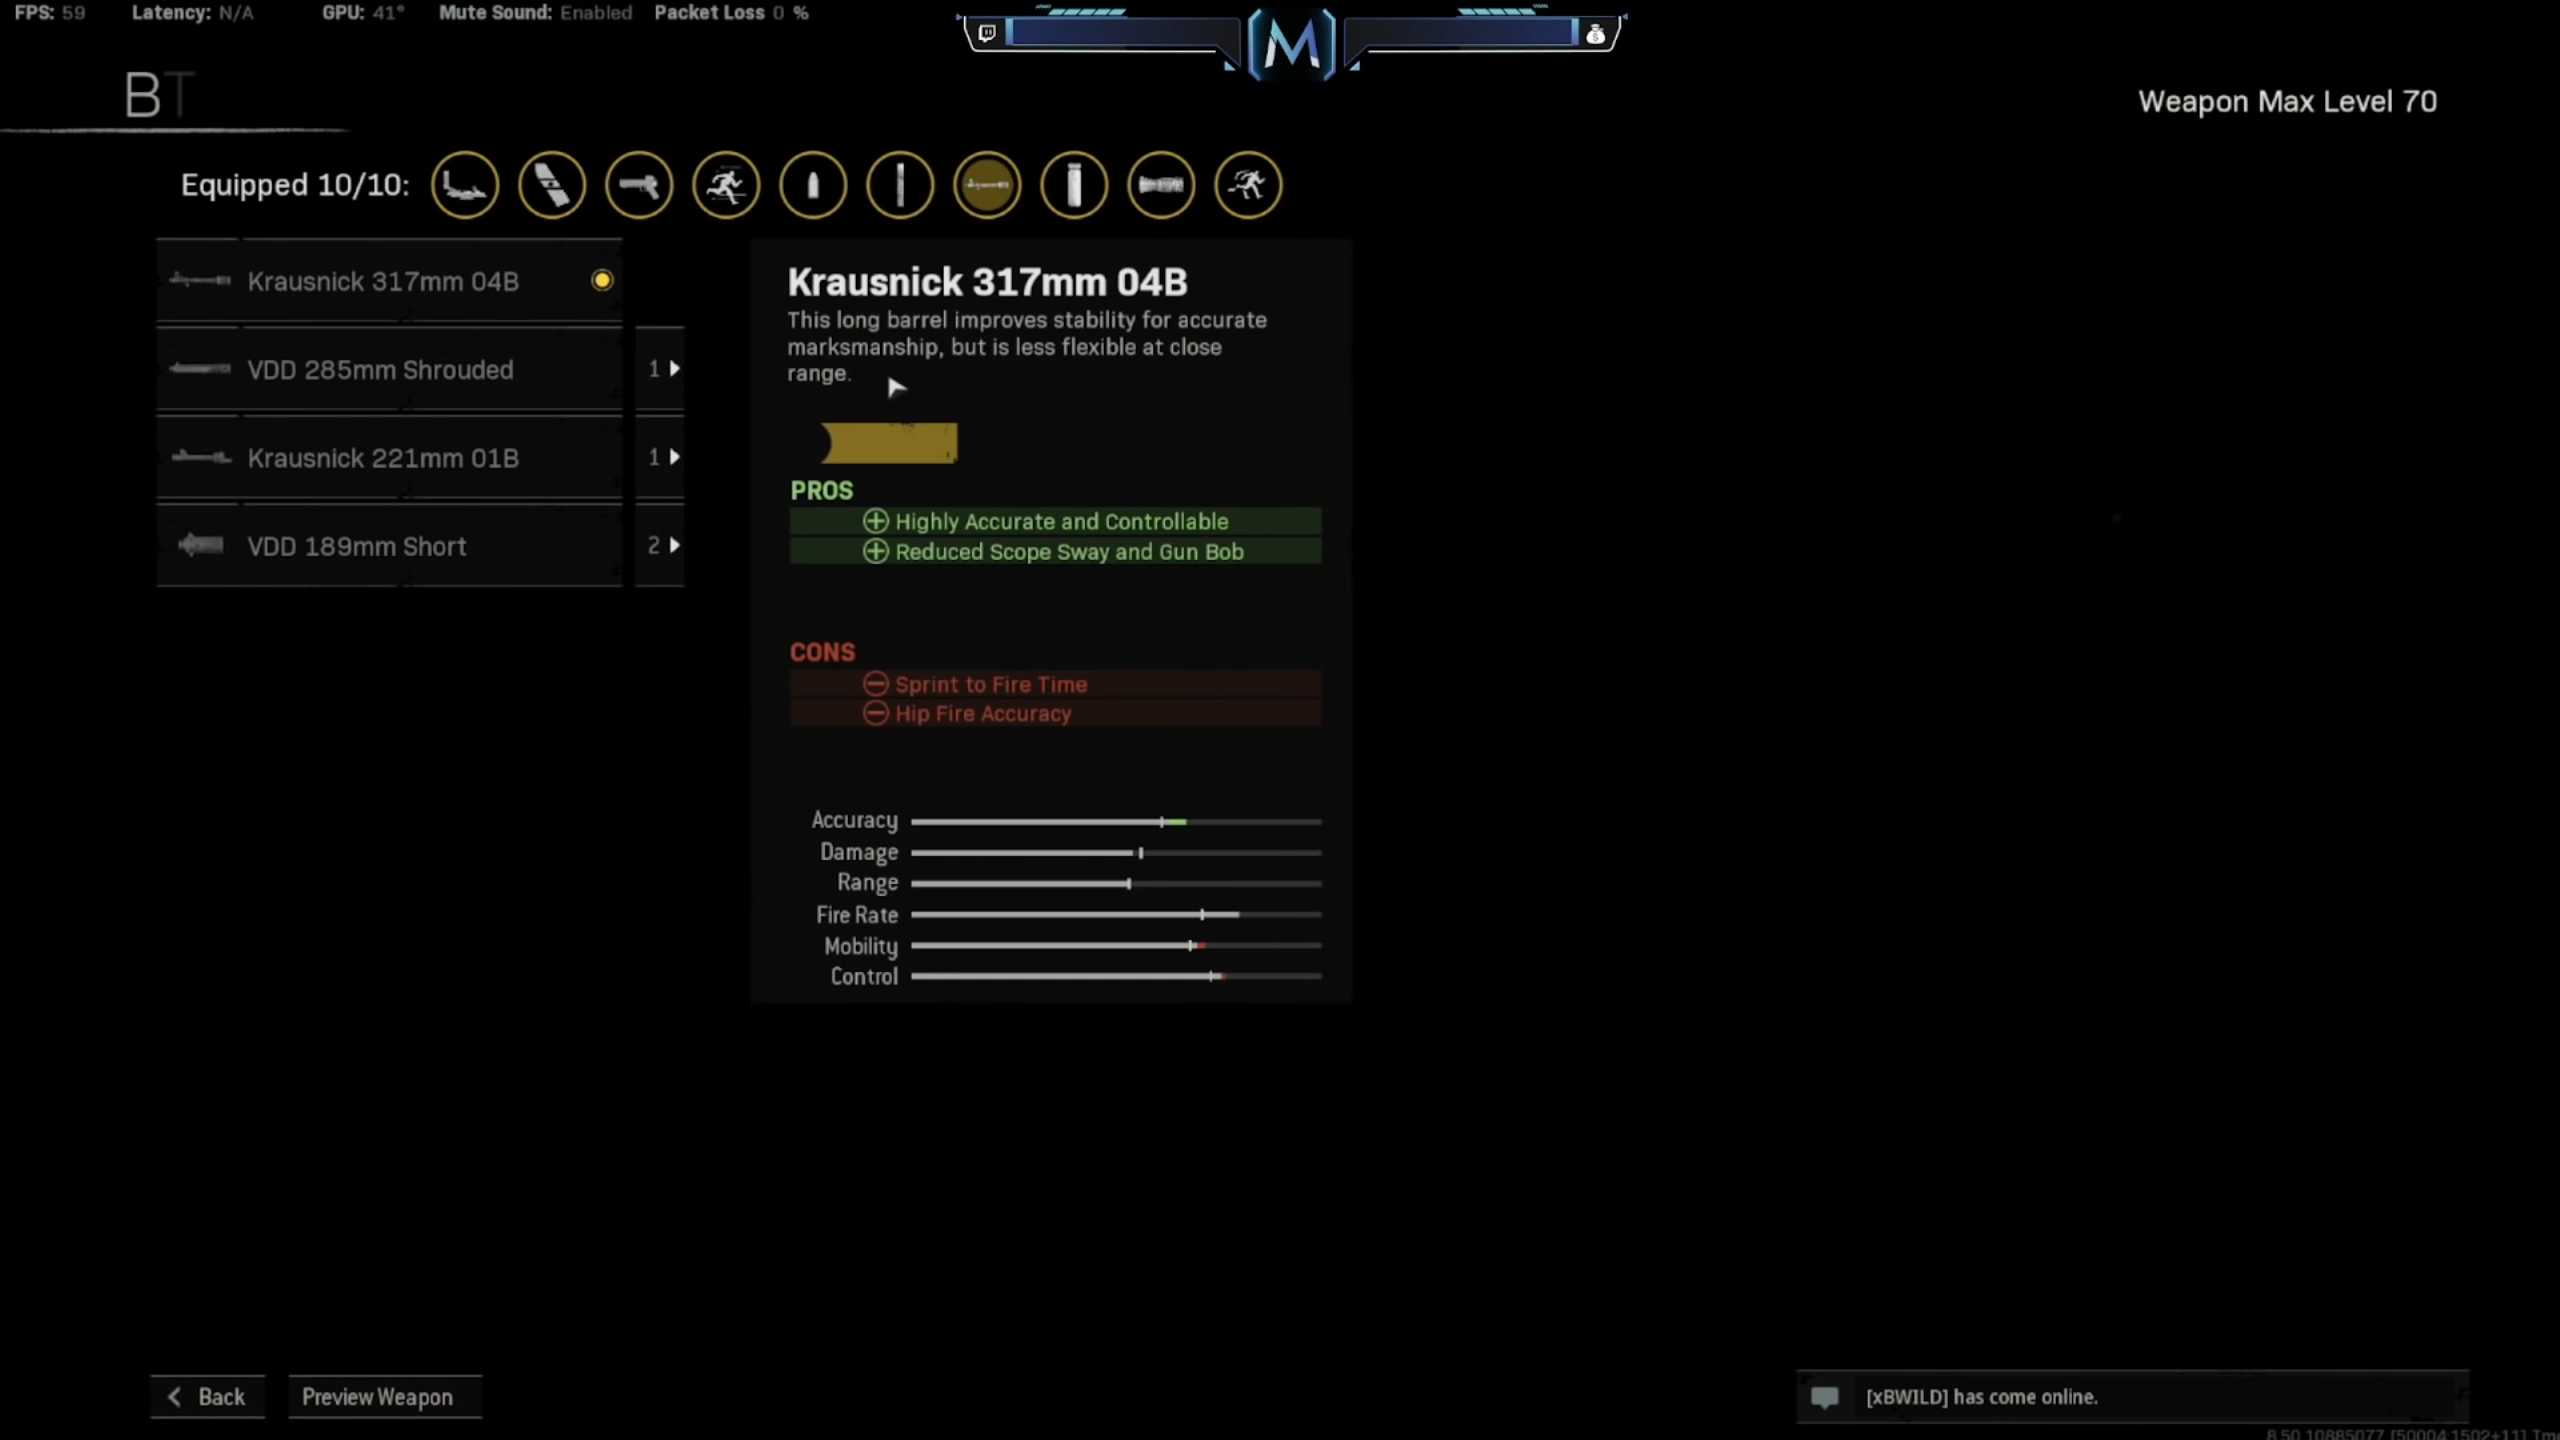 FPS: 59 Latency: N/A GPU: 41° Mute Sound: Enabled Packet Loss 0 %
M
BT
Weapon Max Level 70
Equipped 10/10:
Krausnick 317mm 04B
VDD 285mm Shrouded 1
Krausnick 221mm 01B 1
VDD 189mm Short 2
Krausnick 317mm 04B
This long barrel improves stability for accurate
marksmanship, but is less flexible at close
range.
PROS
Highly Accurate and Controllable
Reduced Scope Sway and Gun Bob
CONS
Sprint to Fire Time
Hip Fire Accuracy
Accuracy
Damage
Range
Fire Rate
Mobility
Control
Back
Preview Weapon
[xBWILD] has come online.